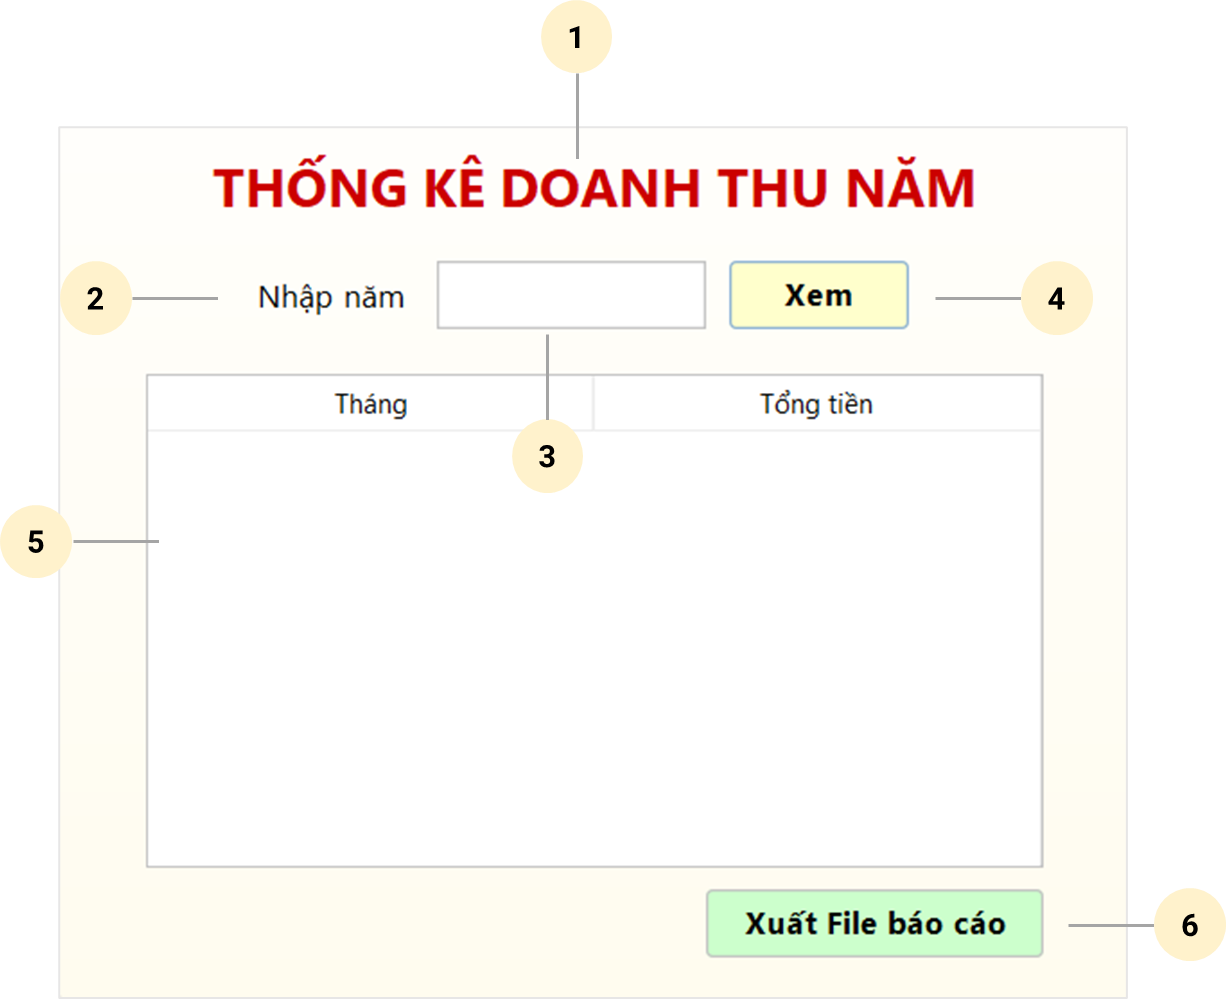 1
THỐNG KÊ DOANH THU NĂM
2 Nhập năm Xem 4
Tháng Tổng tiền
3
5
Xuất File báo cáo 6